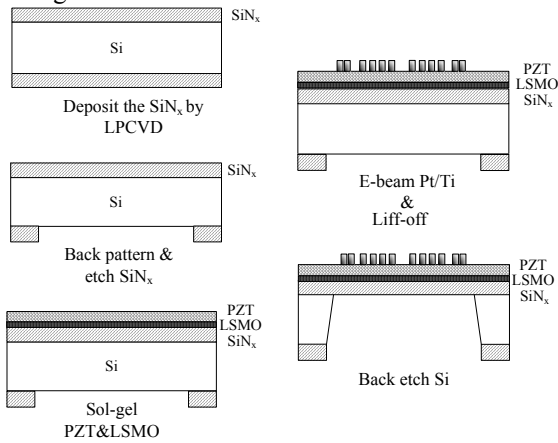 SiNₓ
Si
Deposit the SiNₓ by
LPCVD
SiNₓ
Si
Back pattern &
etch SiNₓ
PZT
LSMO
SiNₓ
Si
Sol-gel
PZT&LSMO
PZT
LSMO
SiNₓ
E-beam Pt/Ti
&
Liff-off
PZT
LSMO
SiNₓ
Back etch Si